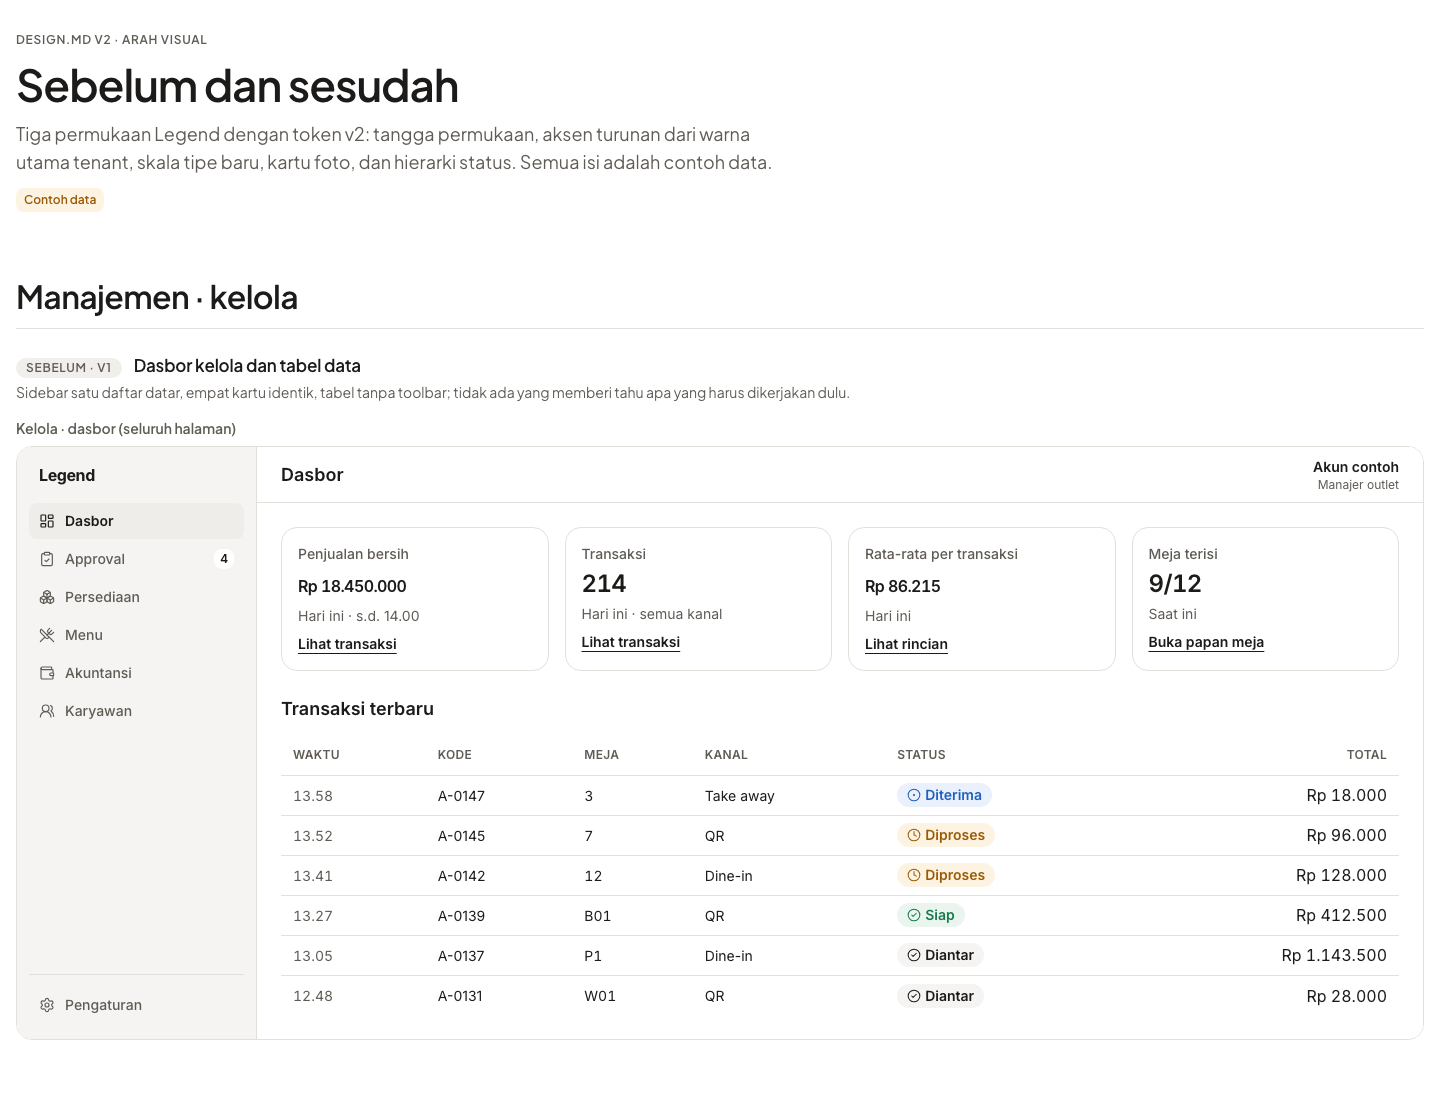 DESIGN.MD V2 · ARAH VISUAL
Sebelum dan sesudah
Tiga permukaan Legend dengan token v2: tangga permukaan, aksen turunan dari warna
utama tenant, skala tipe baru, kartu foto, dan hierarki status. Semua isi adalah contoh data.
Contoh data
Manajemen · kelola
SEBELUM · V1 Dasbor kelola dan tabel data
Sidebar satu daftar datar, empat kartu identik, tabel tanpa toolbar; tidak ada yang memberi tahu apa yang harus dikerjakan dulu.
Kelola · dasbor (seluruh halaman)
Legend
Dasbor
Approval 4
Persediaan
Menu
Akuntansi
Karyawan
Pengaturan
Dasbor
Akun contoh
Manajer outlet
Penjualan bersih
Rp 18.450.000
Hari ini · s.d. 14.00
Lihat transaksi
Transaksi
214
Hari ini · semua kanal
Lihat transaksi
Rata-rata per transaksi
Rp 86.215
Hari ini
Lihat rincian
Meja terisi
9/12
Saat ini
Buka papan meja
Transaksi terbaru
WAKTU KODE MEJA KANAL STATUS TOTAL
13.58 A-0147 3 Take away Diterima Rp 18.000
13.52 A-0145 7 QR Diproses Rp 96.000
13.41 A-0142 12 Dine-in Diproses Rp 128.000
13.27 A-0139 B01 QR Siap Rp 412.500
13.05 A-0137 P1 Dine-in Diantar Rp 1.143.500
12.48 A-0131 W01 QR Diantar Rp 28.000